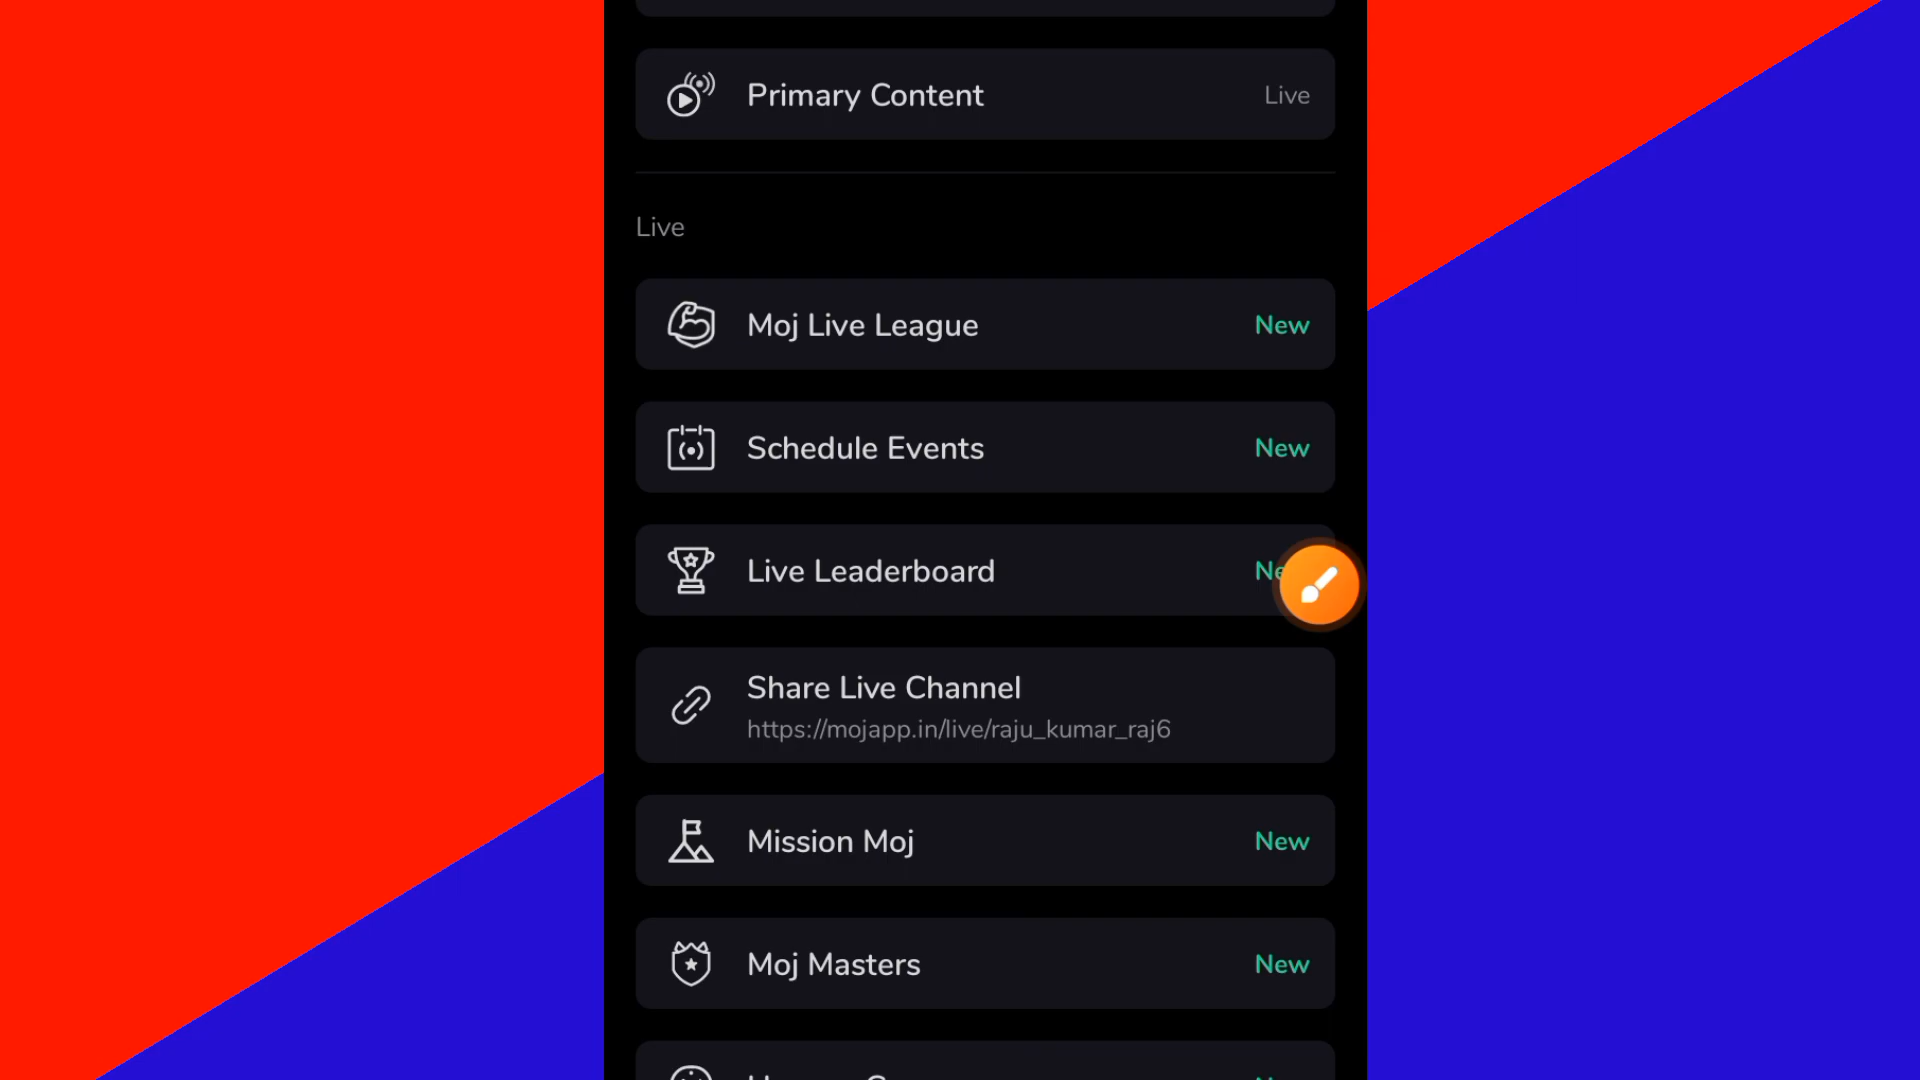 Primary Content
Live
Live
Moj Live League
New
Schedule Events
New
Live Leaderboard
Share Live Channel
https://mojapp.in/live/raju_kumar_raj6
Mission Moj
New
Moj Masters
New